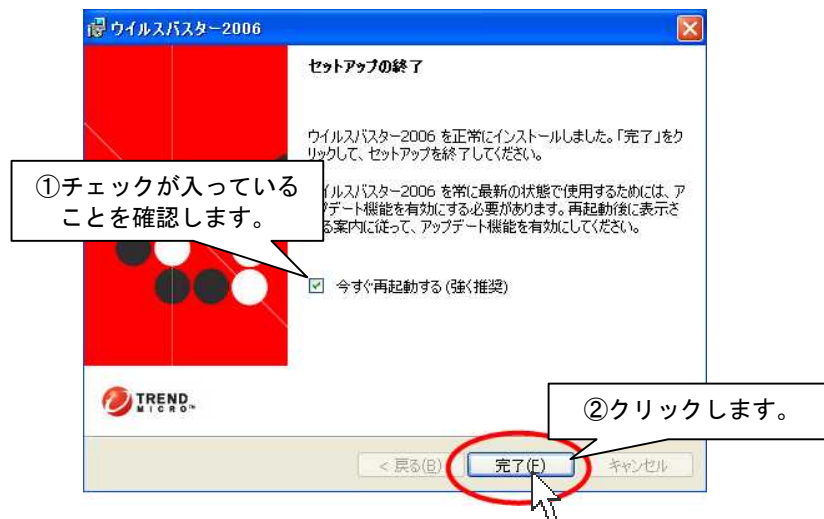 ウイルスバスター2006
セットアップの終了
ウイルスバスター2006 を正常にインストールしました。「完了」をク
リックして、セットアップを終了してください。
①チェックが入っている
ことを確認します。
イルスバスター2006 を常に最新の状態で使用するためには、ア
プデート機能を有効にする必要があります。再起動後に表示さ
る案内に従って、アップデート機能を有効にしてください。
今すぐ再起動する(強く推奨)
TREND
MICRO™
②クリックします。
< 戻る(B)
完了(F)
キャンセル